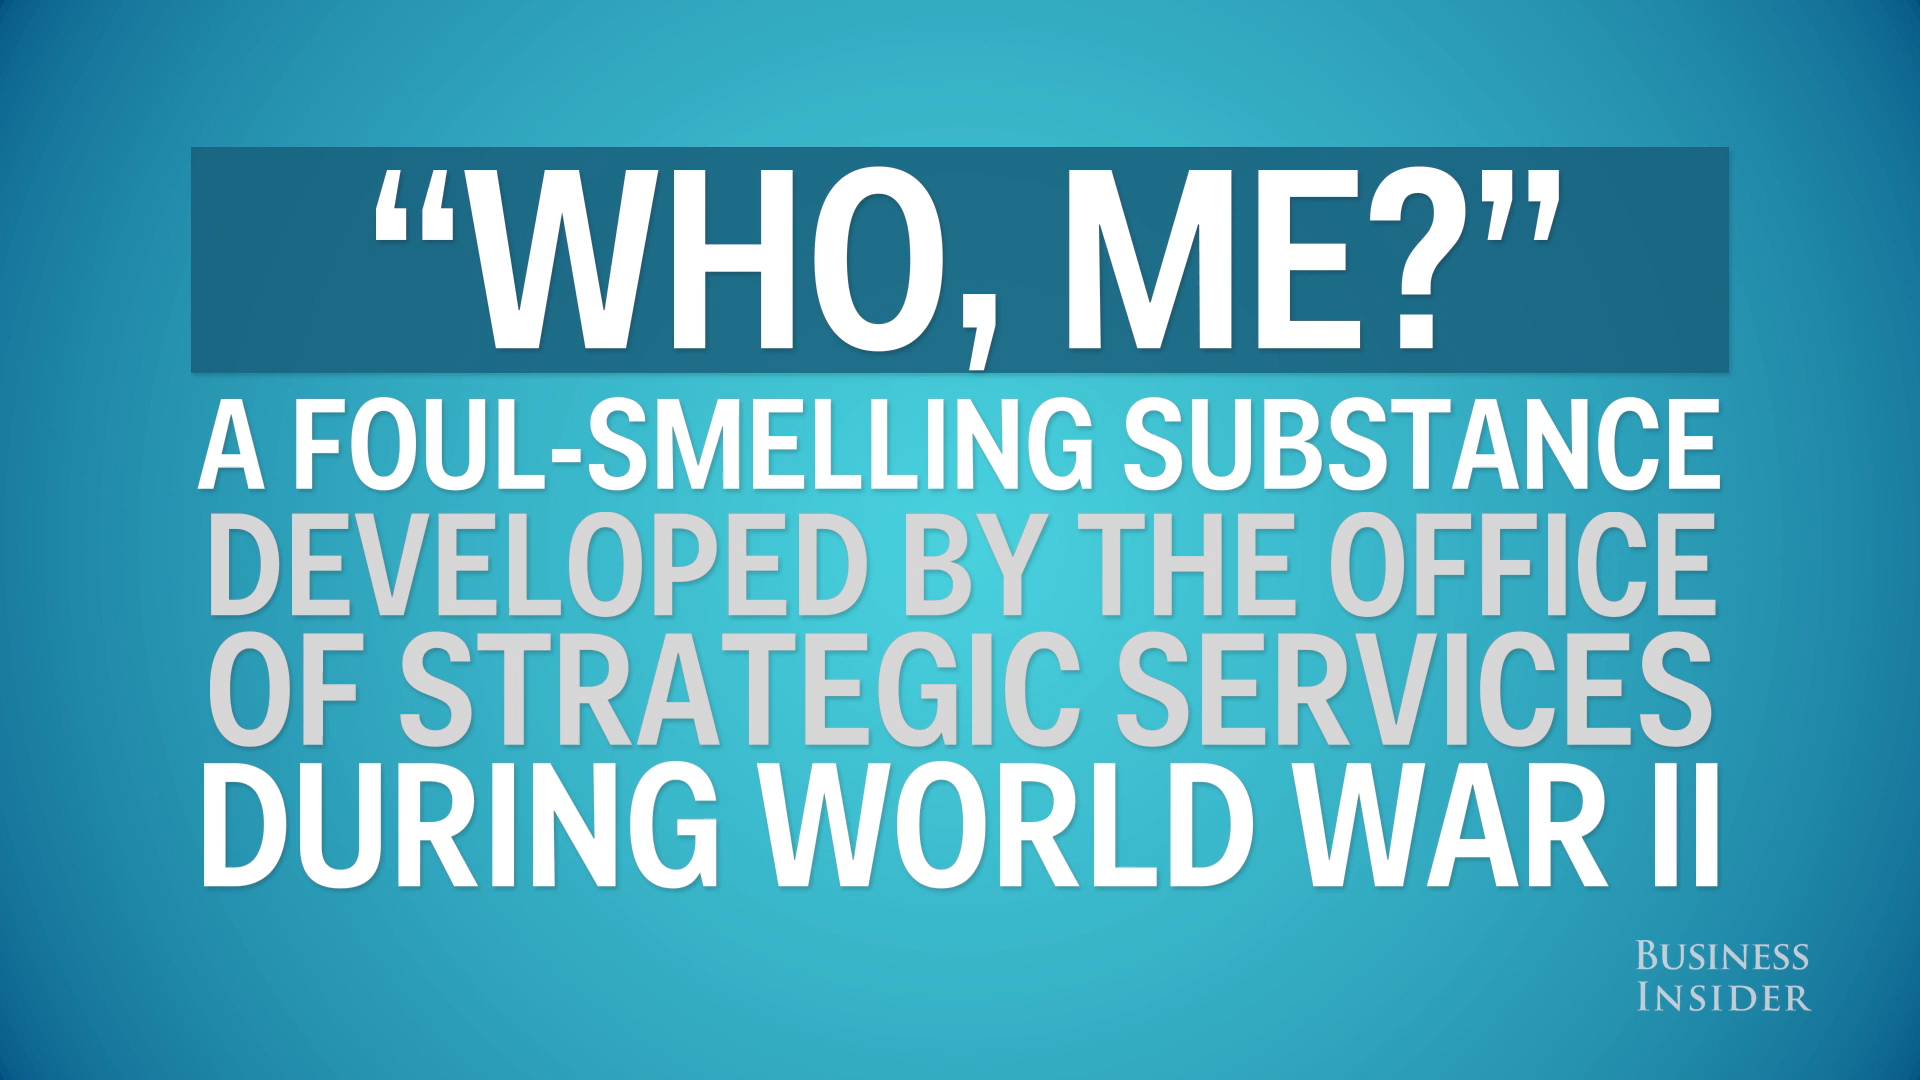 “WHO, ME?”
A FOUL-SMELLING SUBSTANCE
DEVELOPED BY THE OFFICE
OF STRATEGIC SERVICES
DURING WORLD WAR II
BUSINESS
INSIDER